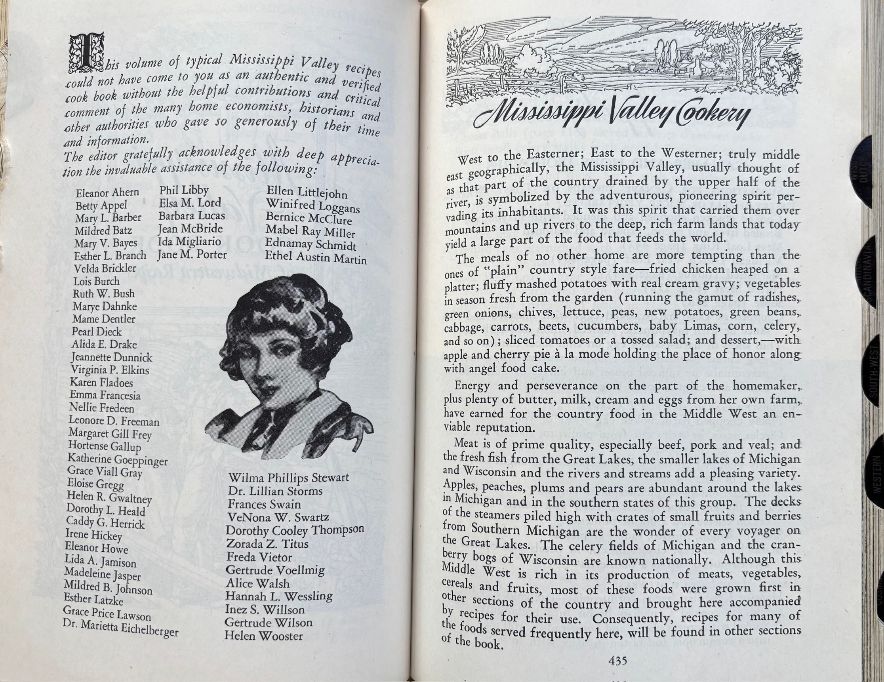 This volume of typical Mississippi Valley recipes
could not have come to you as an authentic and verified
cook book without the helpful contributions and critical
comment of the many home economists, historians and
other authorities who gave so generously of their time
and information.
The editor gratefully acknowledges with deep apprecia-
tion the invaluable assistance of the following:
Eleanor Ahern
Betty Appel
Mary L. Barber
Mildred Batz
Mary V. Bayes
Esther L. Branch
Velda Brickler
Lois Burch
Ruth W. Bush
Marye Dahnke
Mame Dentler
Pearl Dieck
Alida E. Drake
Jeannette Dunnick
Virginia P. Elkins
Karen Fladoes
Emma Francesia
Nellie Fredeen
Leonore D. Freeman
Margaret Gill Frey
Hortense Gallup
Katherine Goeppinger
Grace Viall Gray
Eloise Gregg
Helen R. Gwaltney
Dorothy L. Heald
Caddy G. Herrick
Irene Hickey
Eleanor Howe
Lida A. Jamison
Madeleine Jasper
Mildred B. Johnson
Esther Latzke
Grace Price Lawson
Dr. Marietta Eichelberger
Phil Libby
Elsa M. Lord
Barbara Lucas
Jean McBride
Ida Migliario
Jane M. Porter
Ellen Littlejohn
Winifred Loggans
Bernice McClure
Mabel Ray Miller
Ednamay Schmidt
Ethel Austin Martin
Wilma Phillips Stewart
Dr. Lillian Storms
Frances Swain
VeNona W. Swartz
Dorothy Cooley Thompson
Zorada Z. Titus
Freda Vietor
Gertrude Voellmig
Alice Walsh
Hannah L. Wessling
Inez S. Willson
Gertrude Wilson
Helen Wooster
Mississippi Valley Cookery
West to the Easterner; East to the Westerner; truly middle
east geographically, the Mississippi Valley, usually thought of
as that part of the country drained by the upper half of the
river, is symbolized by the adventurous, pioneering spirit per-
vading its inhabitants. It was this spirit that carried them over
mountains and up rivers to the deep, rich farm lands that today
yield a large part of the food that feeds the world.
The meals of no other home are more tempting than the
ones of "plain" country style fare—fried chicken heaped on a
platter; fluffy mashed potatoes with real cream gravy; vegetables
in season fresh from the garden (running the gamut of radishes,
green onions, chives, lettuce, peas, new potatoes, green beans,
cabbage, carrots, beets, cucumbers, baby Limas, corn, celery,
and so on); sliced tomatoes or a tossed salad; and dessert,—with
apple and cherry pie à la mode holding the place of honor along
with angel food cake.
Energy and perseverance on the part of the homemaker,
plus plenty of butter, milk, cream and eggs from her own farm,
have earned for the country food in the Middle West an en-
viable reputation.
Meat is of prime quality, especially beef, pork and veal; and
the fresh fish from the Great Lakes, the smaller lakes of Michigan
and Wisconsin and the rivers and streams add a pleasing variety.
Apples, peaches, plums and pears are abundant around the lakes
in Michigan and in the southern states of this group. The decks
of the steamers piled high with crates of small fruits and berries
from Southern Michigan are the wonder of every voyager on
the Great Lakes. The celery fields of Michigan and the cran-
berry bogs of Wisconsin are known nationally. Although this
Middle West is rich in its production of meats, vegetables,
cereals and fruits, most of these foods were grown first in
other sections of the country and brought here accompanied
by recipes for their use. Consequently, recipes for many of
the foods served frequently here, will be found in other sections
of the book.
435
SCANDINAVIA
SOUTH-WEST
WESTERN